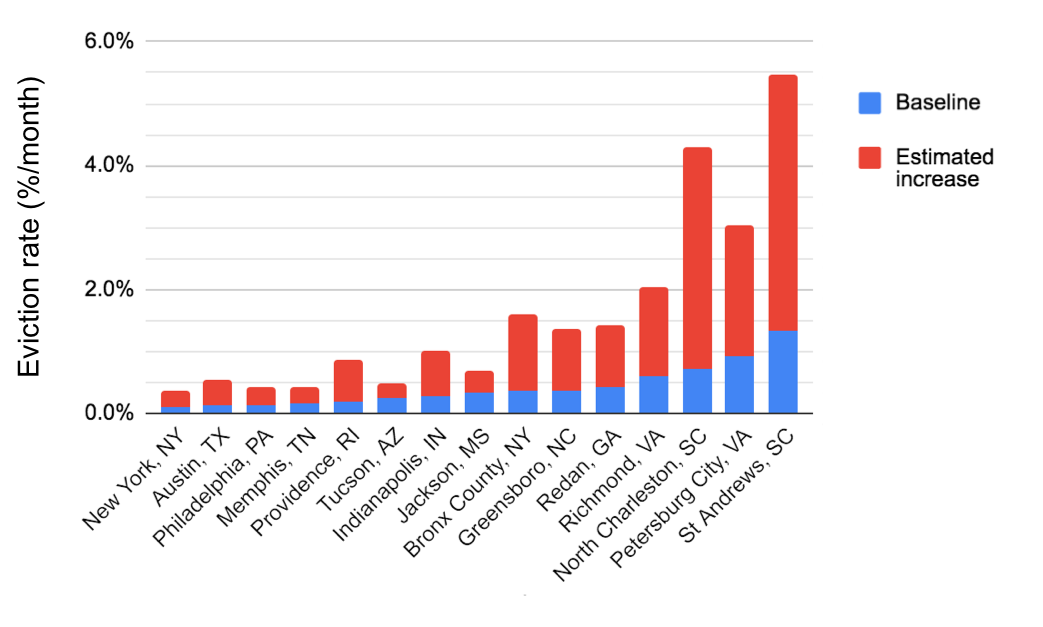 Eviction rate (%/month)
6.0%
4.0%
2.0%
0.0%
New York, NY
Austin, TX
Philadelphia, PA
Memphis, TN
Providence, RI
Tucson, AZ
Indianapolis, IN
Jackson, MS
Bronx County, NY
Greensboro, NC
Redan, GA
Richmond, VA
North Charleston, SC
Petersburg City, VA
St Andrews, SC
Baseline
Estimated
increase